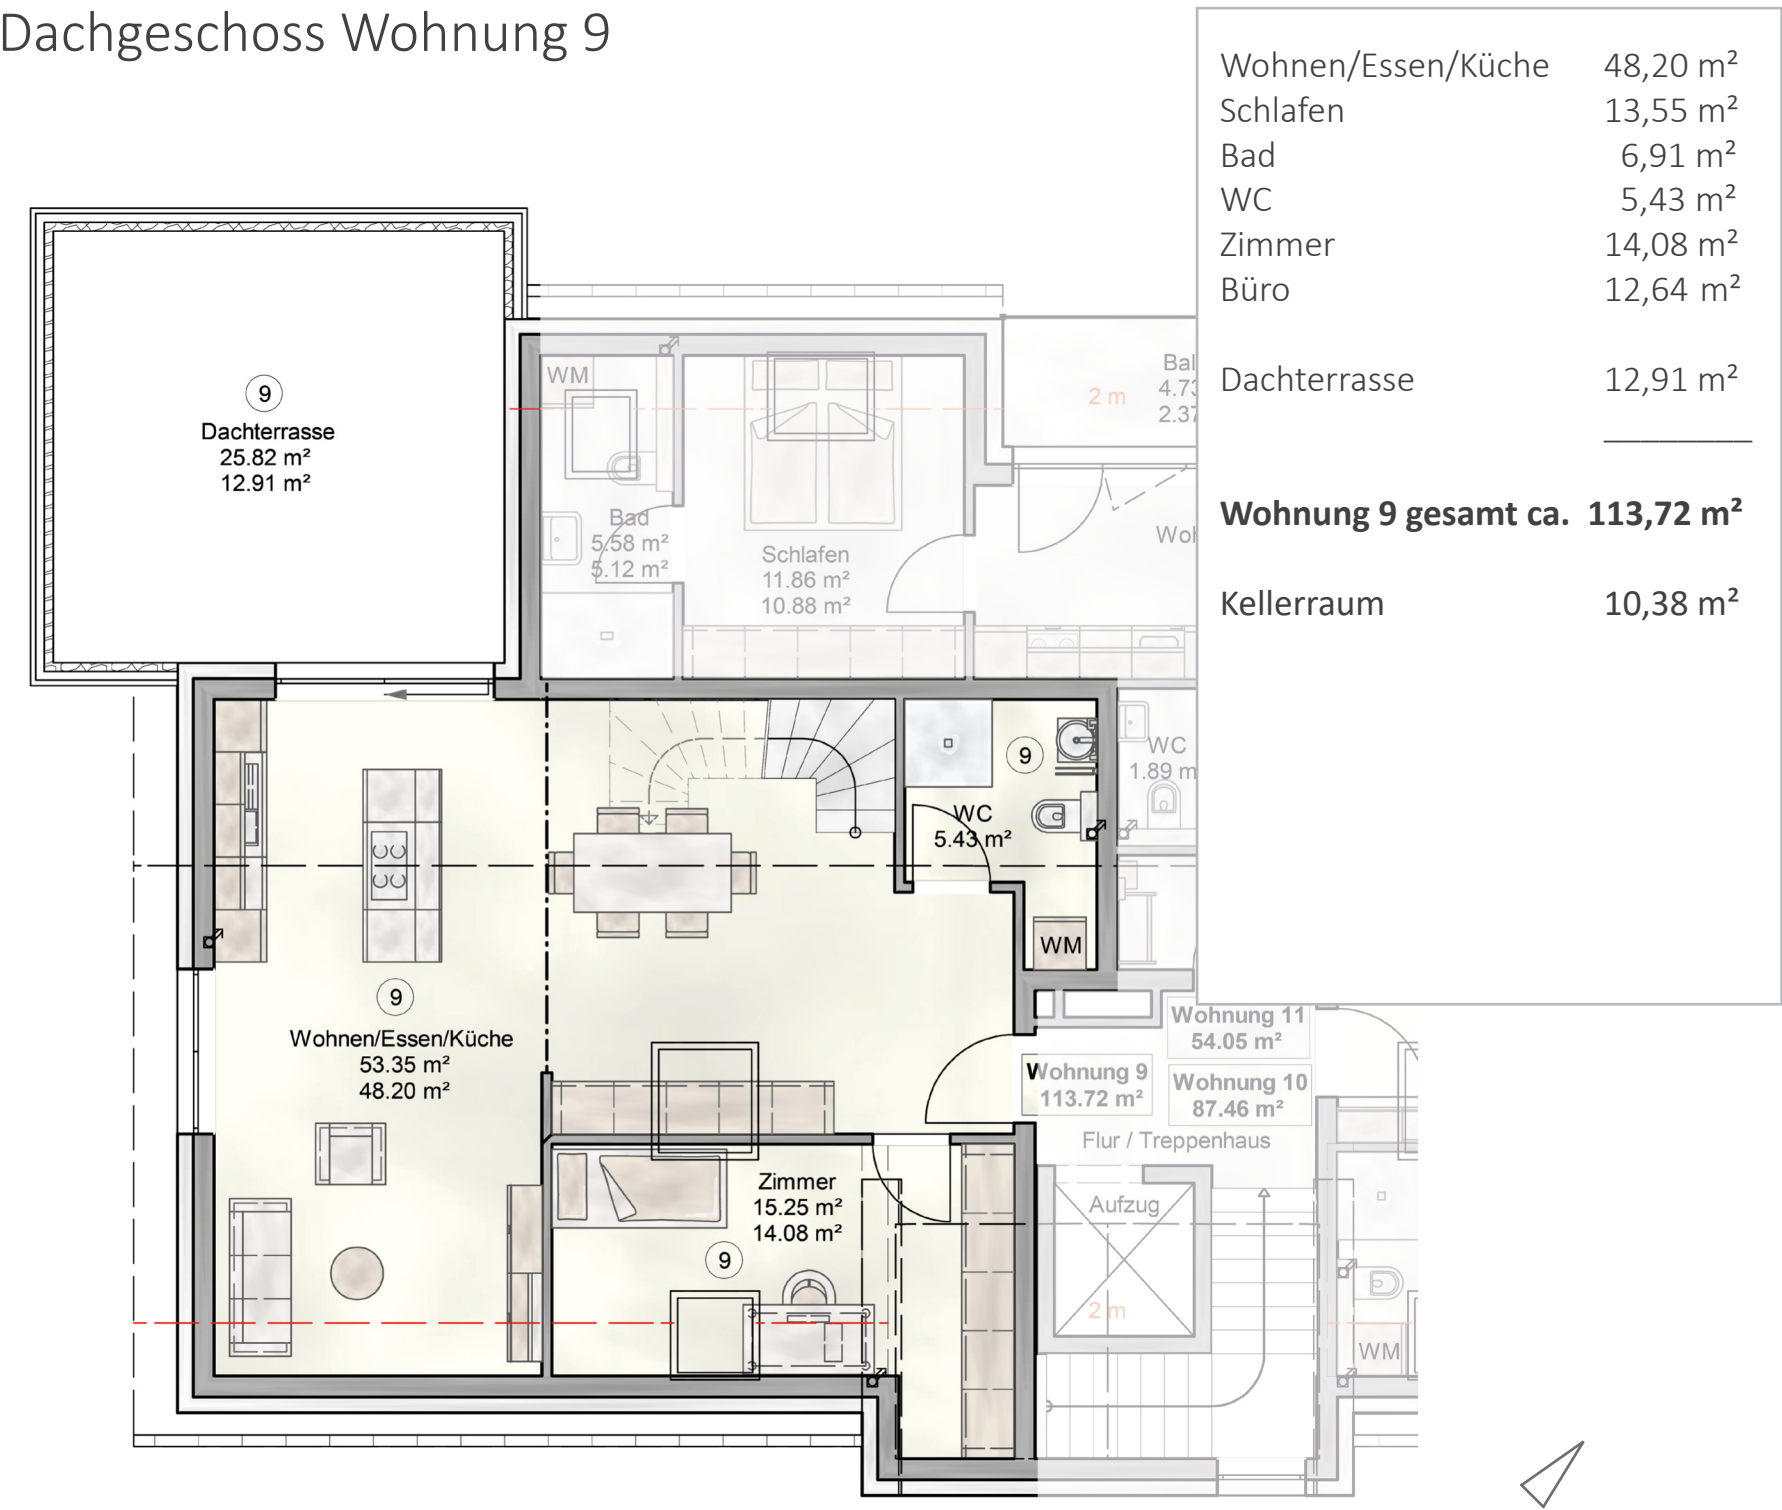 Dachgeschoss Wohnung 9
Wohnen/Essen/Küche 48,20 m²
Schlafen 13,55 m²
Bad 6,91 m²
WC 5,43 m²
Zimmer 14,08 m²
Büro 12,64 m²
Dachterrasse 12,91 m²
Wohnung 9 gesamt ca. 113,72 m²
Kellerraum 10,38 m²
9
Dachterrasse
25.82 m²
12.91 m²
WM
Bad
5.58 m²
5.12 m²
Schlafen
11.86 m²
10.88 m²
2 m
Bal
4.73
2.37
Woh
9
WC
5.43 m²
WM
WC
1.89 m
9
Wohnen/Essen/Küche
53.35 m²
48.20 m²
Wohnung 11
54.05 m²
Wohnung 9
113.72 m²
Wohnung 10
87.46 m²
Flur / Treppenhaus
Zimmer
15.25 m²
14.08 m²
9
Aufzug
2 m
WM